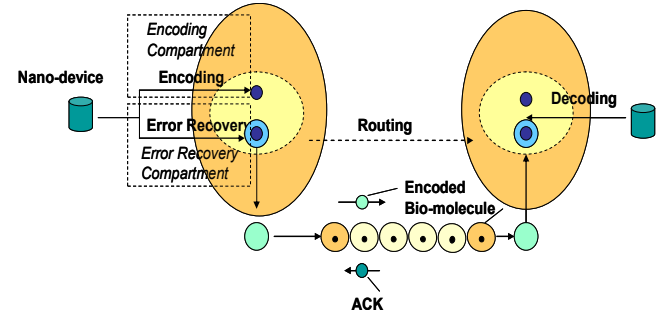 Encoding
Compartment
Nano-device
Encoding
Decoding
Error Recovery
Routing
Error Recovery
Compartment
Encoded
Bio-molecule
ACK